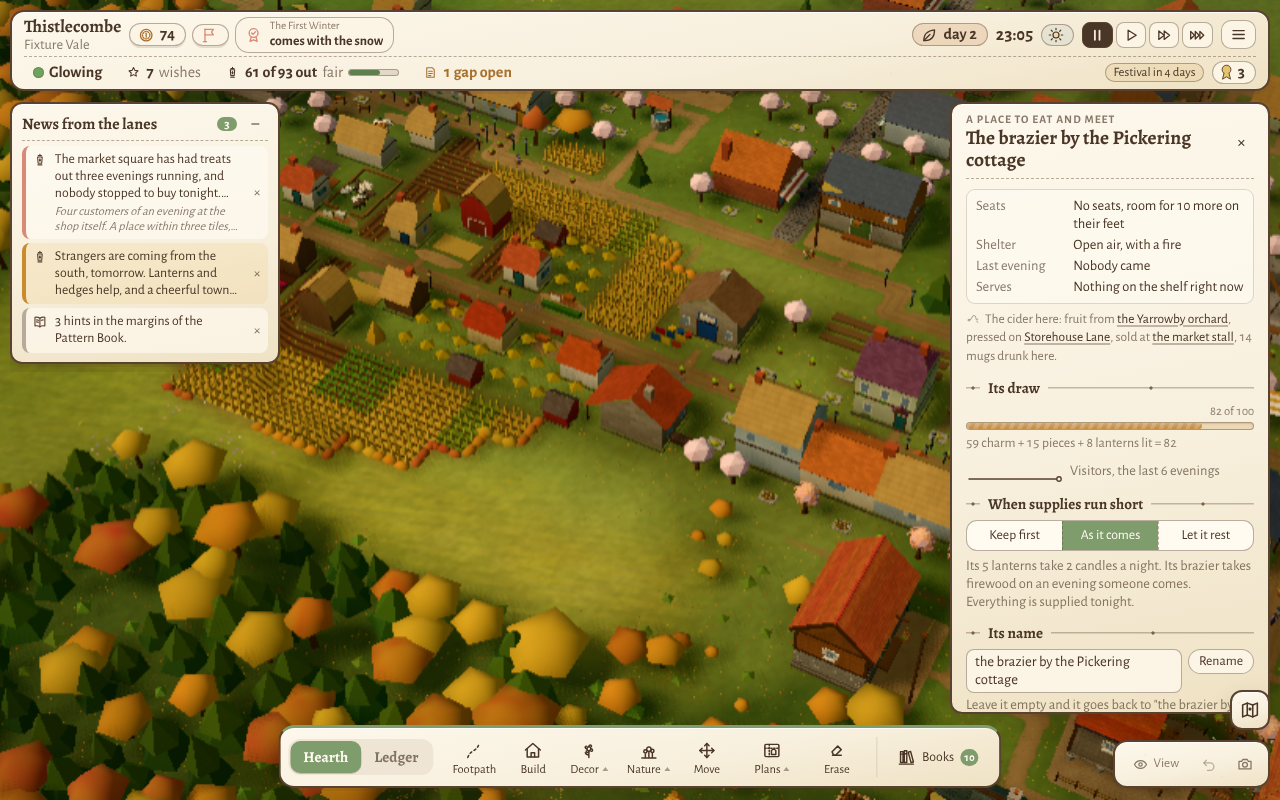 Thistlecombe
Fixture Vale
74
The First Winter
comes with the snow
day 2
23:05
Glowing
7 wishes
61 of 93 out fair
1 gap open
Festival in 4 days
3
News from the lanes
3
The market square has had treats
out three evenings running, and
nobody stopped to buy tonight....
Four customers of an evening at the
shop itself. A place within three tiles,...
Strangers are coming from the
south, tomorrow. Lanterns and
hedges help, and a cheerful town...
3 hints in the margins of the
Pattern Book.
A PLACE TO EAT AND MEET
The brazier by the Pickering
cottage
Seats
No seats, room for 10 more on
their feet
Shelter
Open air, with a fire
Last evening
Nobody came
Serves
Nothing on the shelf right now
The cider here: fruit from the Yarrowby orchard,
pressed on Storehouse Lane, sold at the market stall, 14
mugs drunk here.
Its draw
82 of 100
59 charm + 15 pieces + 8 lanterns lit = 82
Visitors, the last 6 evenings
When supplies run short
Keep first
As it comes
Let it rest
Its 5 lanterns take 2 candles a night. Its brazier takes
firewood on an evening someone comes.
Everything is supplied tonight.
Its name
the brazier by the Pickering
cottage
Rename
Leave it empty and it goes back to "the brazier by
Hearth
Ledger
Footpath
Build
Decor
Nature
Move
Plans
Erase
Books
10
View